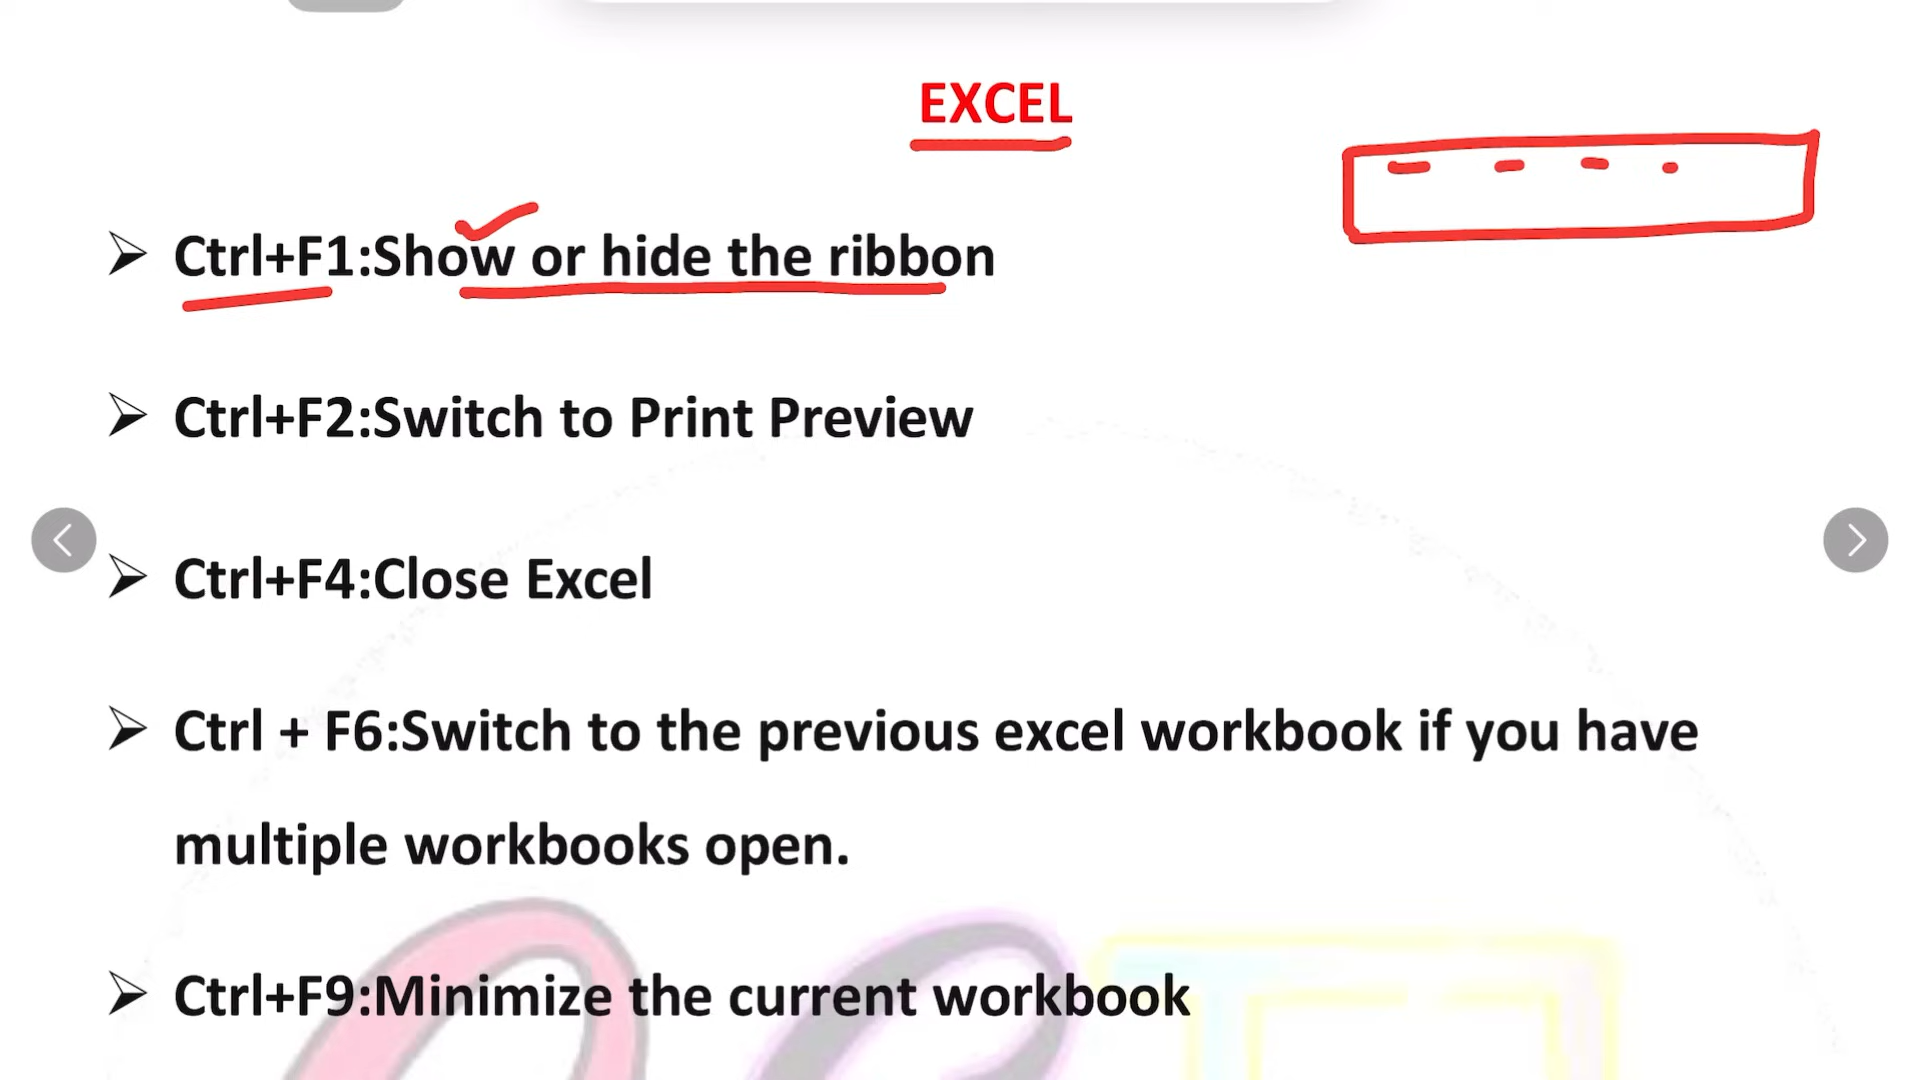 EXCEL
Ctrl+F1:Show or hide the ribbon
Ctrl+F2:Switch to Print Preview
Ctrl+F4:Close Excel
Ctrl + F6:Switch to the previous excel workbook if you have
multiple workbooks open.
Ctrl+F9:Minimize the current workbook